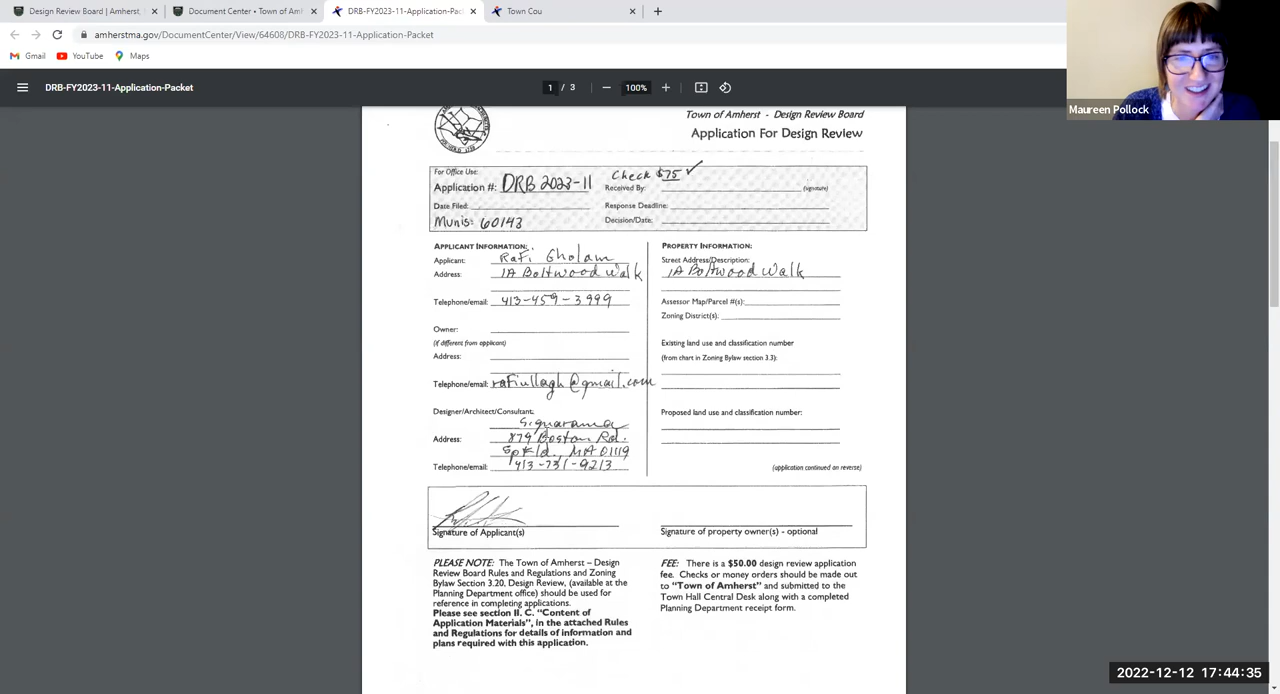 Design Review Board | Amherst,
Document Center • Town of Amh
DRB-FY2023-11-Application-Pac
Town Cou
amherstma.gov/DocumentCenter/View/64608/DRB-FY2023-11-Application-Packet
Gmail
YouTube
Maps
DRB-FY2023-11-Application-Packet
1 / 3
100%
Maureen Pollock
Town of Amherst - Design Review Board
Application For Design Review
For Office Use:
Check $75 ✓
Application #: DRB 2023-11
Received By:
(signature)
Date Filed:
Response Deadline:
Munis: 60143
Decision/Date:
APPLICANT INFORMATION:
Applicant: Rafi Gholam
Address: 1A Boltwood Walk
Telephone/email: 413-459-3999
Owner:
(if different from applicant)
Address:
Telephone/email: rafiullagh@gmail.com
Designer/Architect/Consultant:
Signarama
Address: 879 Boston Rd.
Spfld., MA 01119
Telephone/email: 413-731-9213
PROPERTY INFORMATION:
Street Address/Description:
1A Boltwood Walk
Assessor Map/Parcel #(s):
Zoning District(s):
Existing land use and classification number
(from chart in Zoning Bylaw section 3.3):
Proposed land use and classification number:
(application continued on reverse)
Signature of Applicant(s)
Signature of property owner(s) - optional
PLEASE NOTE: The Town of Amherst – Design
Review Board Rules and Regulations and Zoning
Bylaw Section 3.20, Design Review, (available at the
Planning Department office) should be used for
reference in completing applications.
Please see section II. C. "Content of
Application Materials", in the attached Rules
and Regulations for details of information and
plans required with this application.
FEE: There is a $50.00 design review application
fee. Checks or money orders should be made out
to "Town of Amherst" and submitted to the
Town Hall Central Desk along with a completed
Planning Department receipt form.
2022-12-12 17:44:35